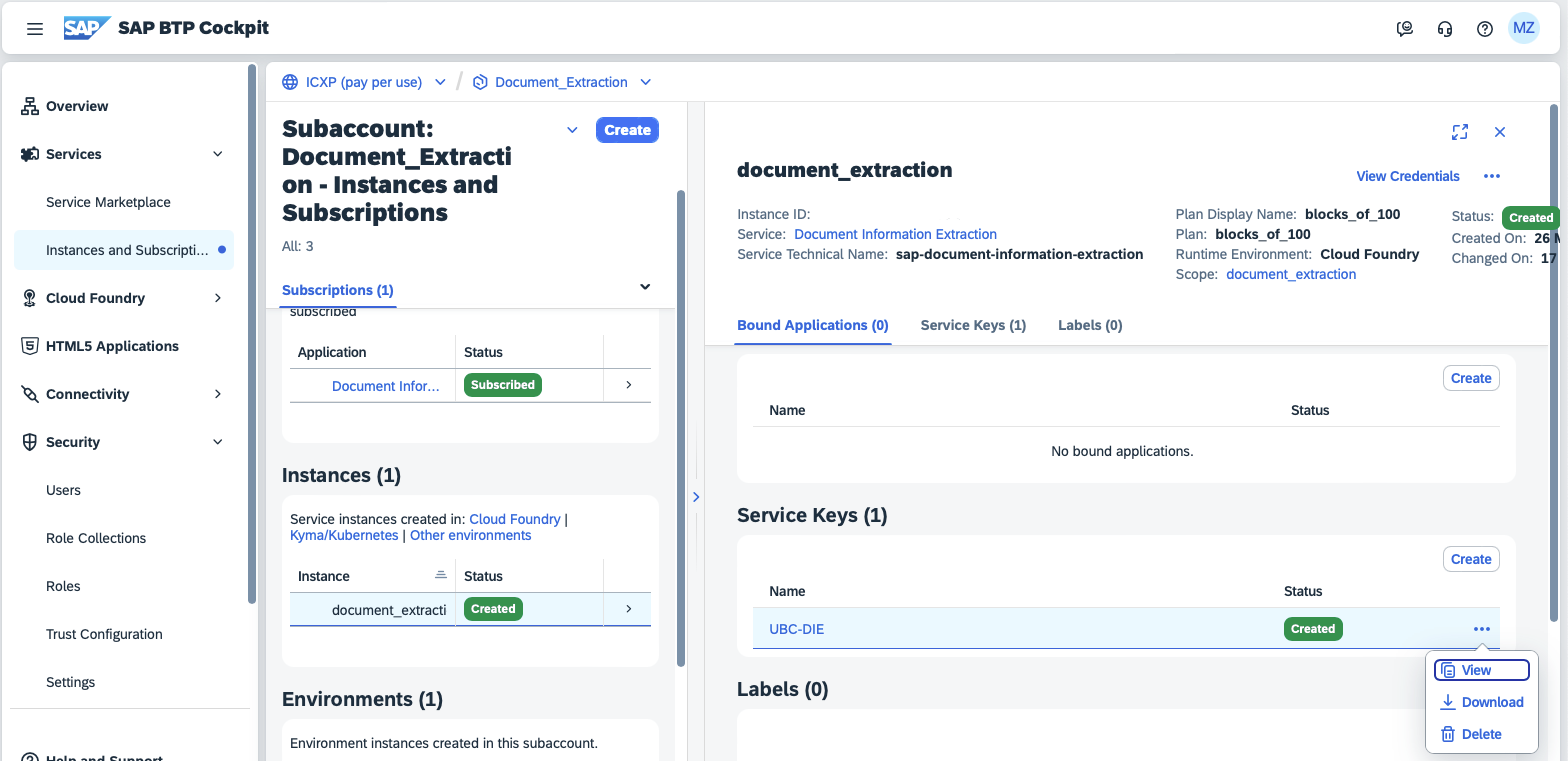 SAP SAP BTP Cockpit
MZ
Overview
Services
Service Marketplace
Instances and Subscripti...
Cloud Foundry
HTML5 Applications
Connectivity
Security
Users
Role Collections
Roles
Trust Configuration
Settings
Help and Support
ICXP (pay per use) / Document_Extraction
Subaccount:
Document_Extracti
on - Instances and
Subscriptions
Create
All: 3
Subscriptions (1)
subscribed
Application Status
Document Infor... Subscribed
Instances (1)
Service instances created in: Cloud Foundry |
Kyma/Kubernetes | Other environments
Instance Status
document_extracti Created
Environments (1)
Environment instances created in this subaccount.
document_extraction
View Credentials
Instance ID:
Service: Document Information Extraction
Service Technical Name: sap-document-information-extraction
Plan Display Name: blocks_of_100
Plan: blocks_of_100
Runtime Environment: Cloud Foundry
Scope: document_extraction
Status: Created
Created On: 26 M
Changed On: 17
Bound Applications (0) Service Keys (1) Labels (0)
Create
Name Status
No bound applications.
Service Keys (1)
Create
Name Status
UBC-DIE Created
View
Download
Delete
Labels (0)